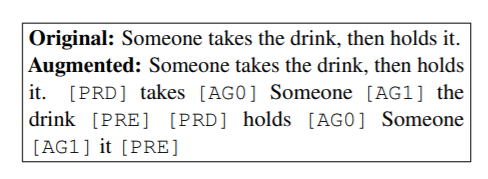 Original: Someone takes the drink, then holds it.
Augmented: Someone takes the drink, then holds
it. [PRD] takes [AG0] Someone [AG1] the
drink [PRE] [PRD] holds [AG0] Someone
[AG1] it [PRE]